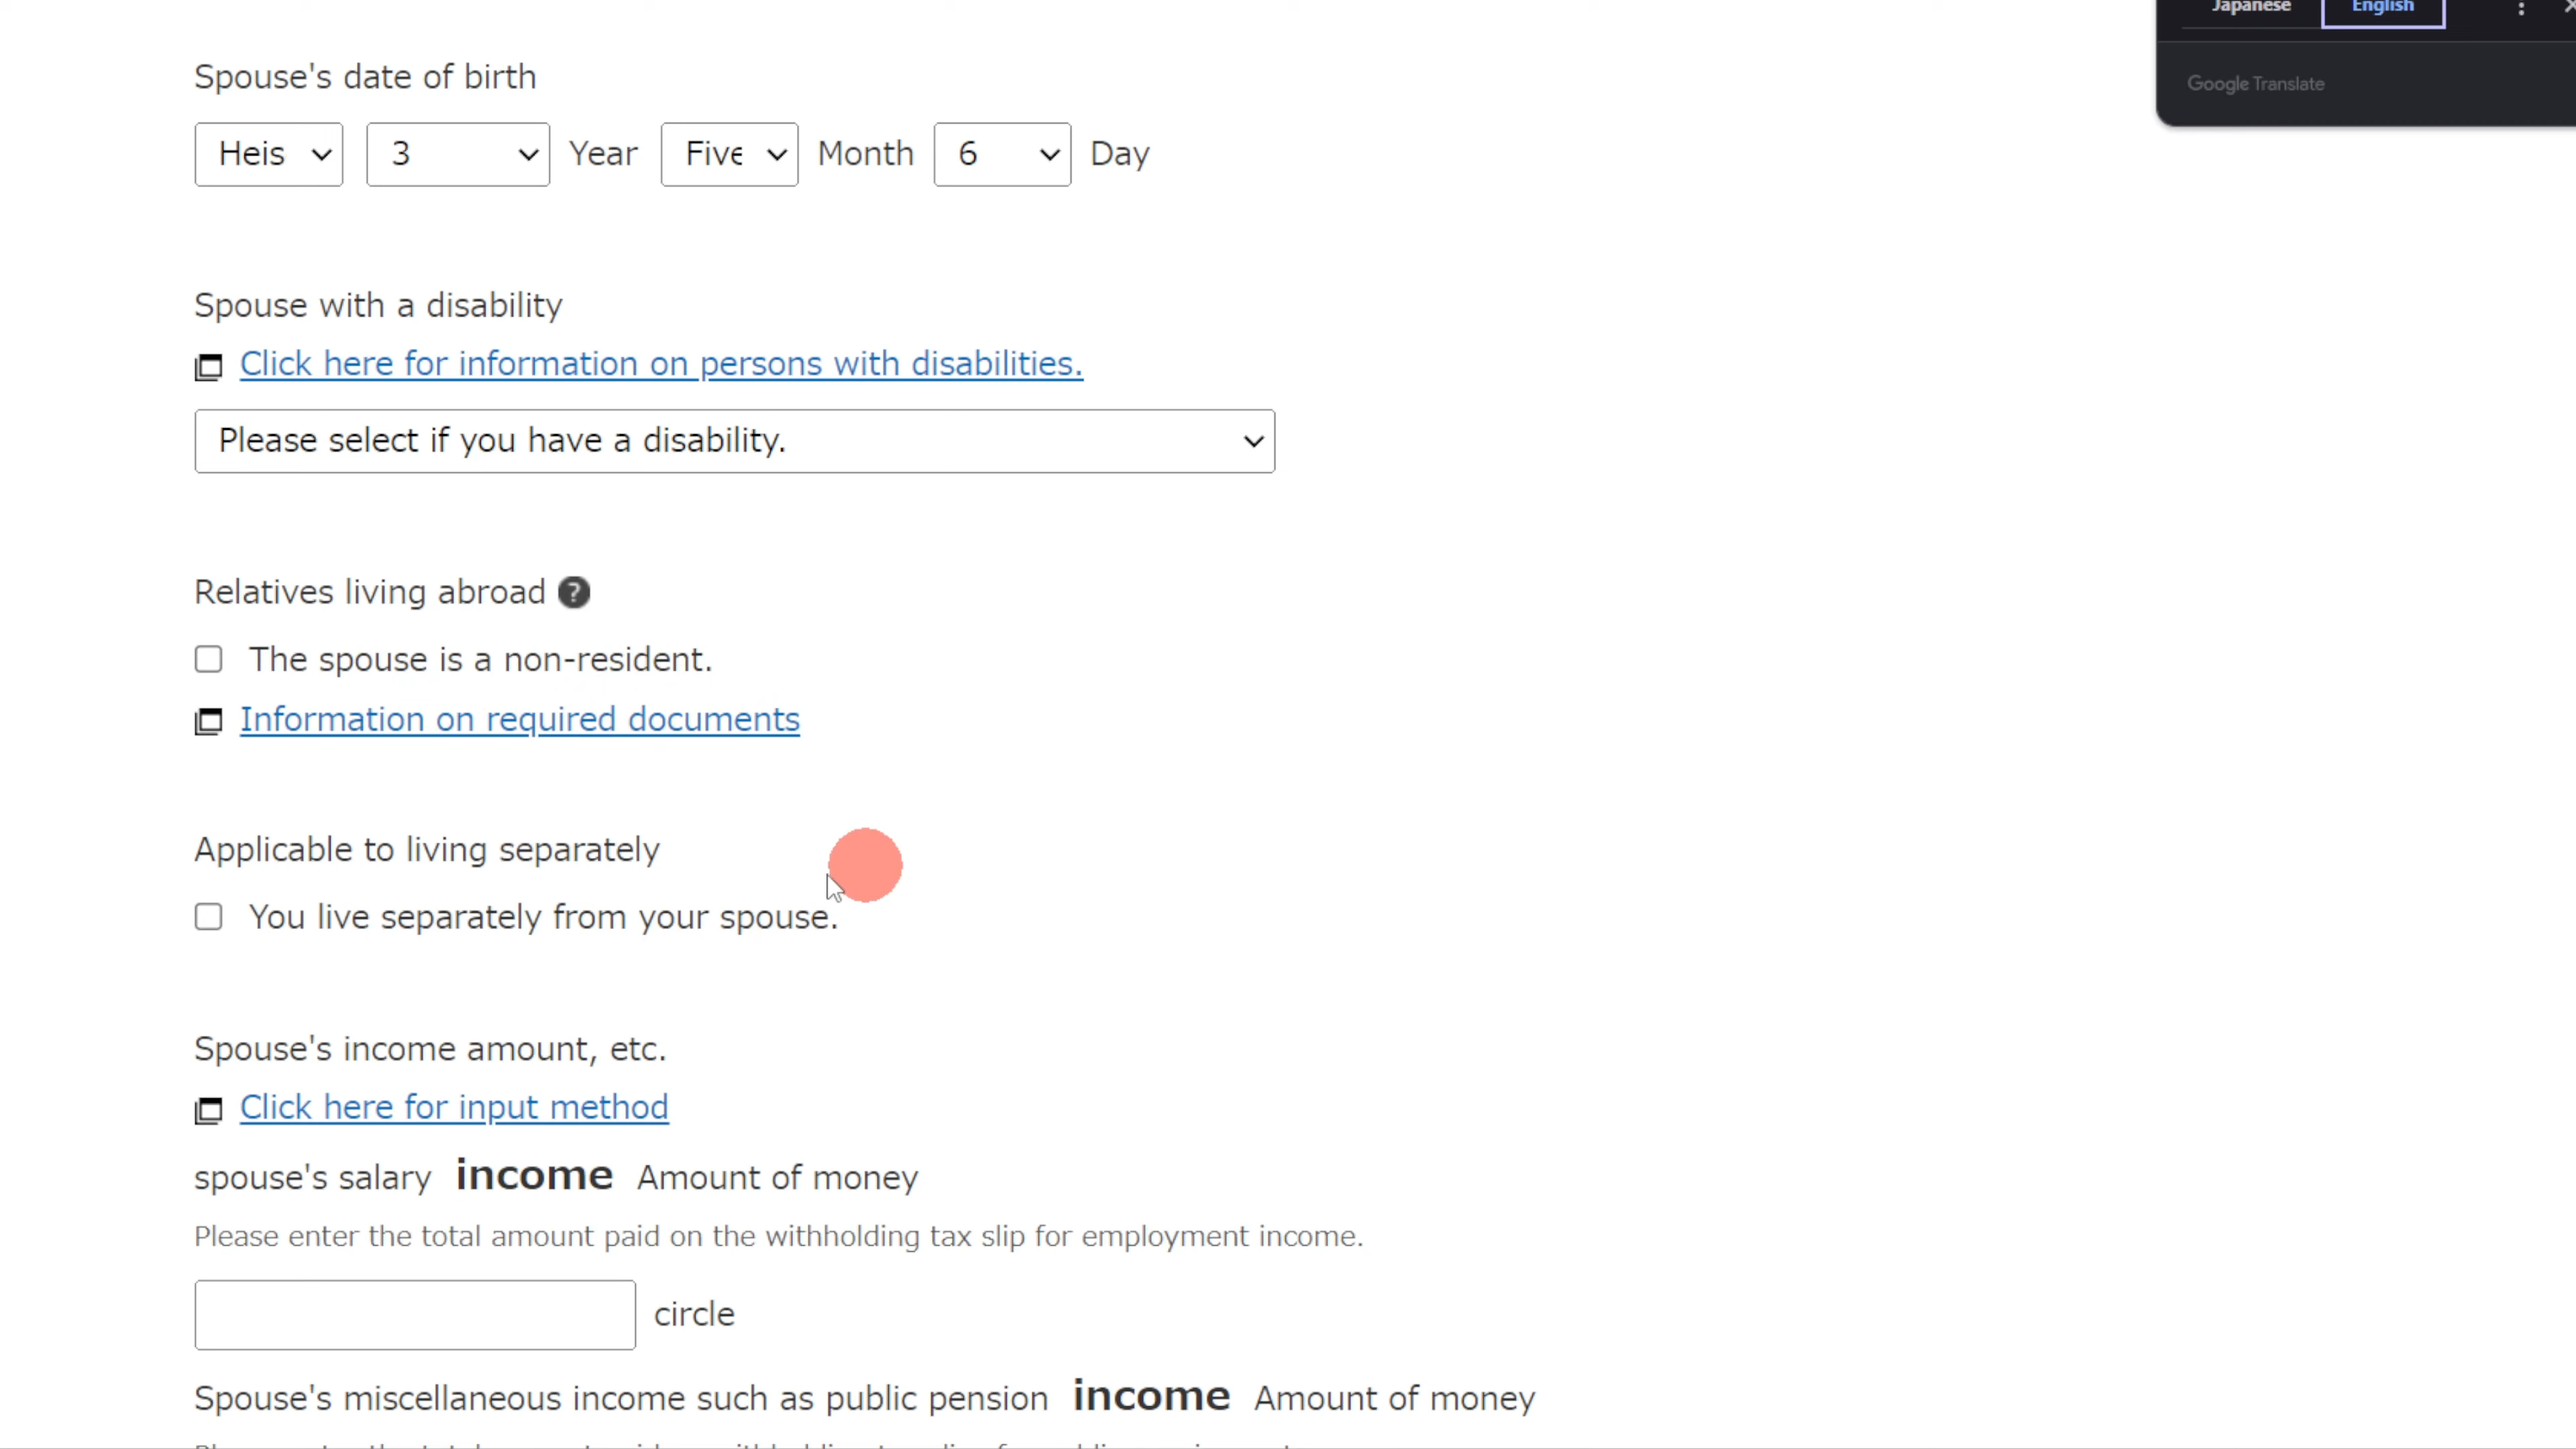 Japanese English
Google Translate
Spouse's date of birth
Heis 3 Year Five Month 6 Day
Spouse with a disability
Click here for information on persons with disabilities.
Please select if you have a disability.
Relatives living abroad ?
The spouse is a non-resident.
Information on required documents
Applicable to living separately
You live separately from your spouse.
Spouse's income amount, etc.
Click here for input method
spouse's salary income Amount of money
Please enter the total amount paid on the withholding tax slip for employment income.
circle
Spouse's miscellaneous income such as public pension income Amount of money